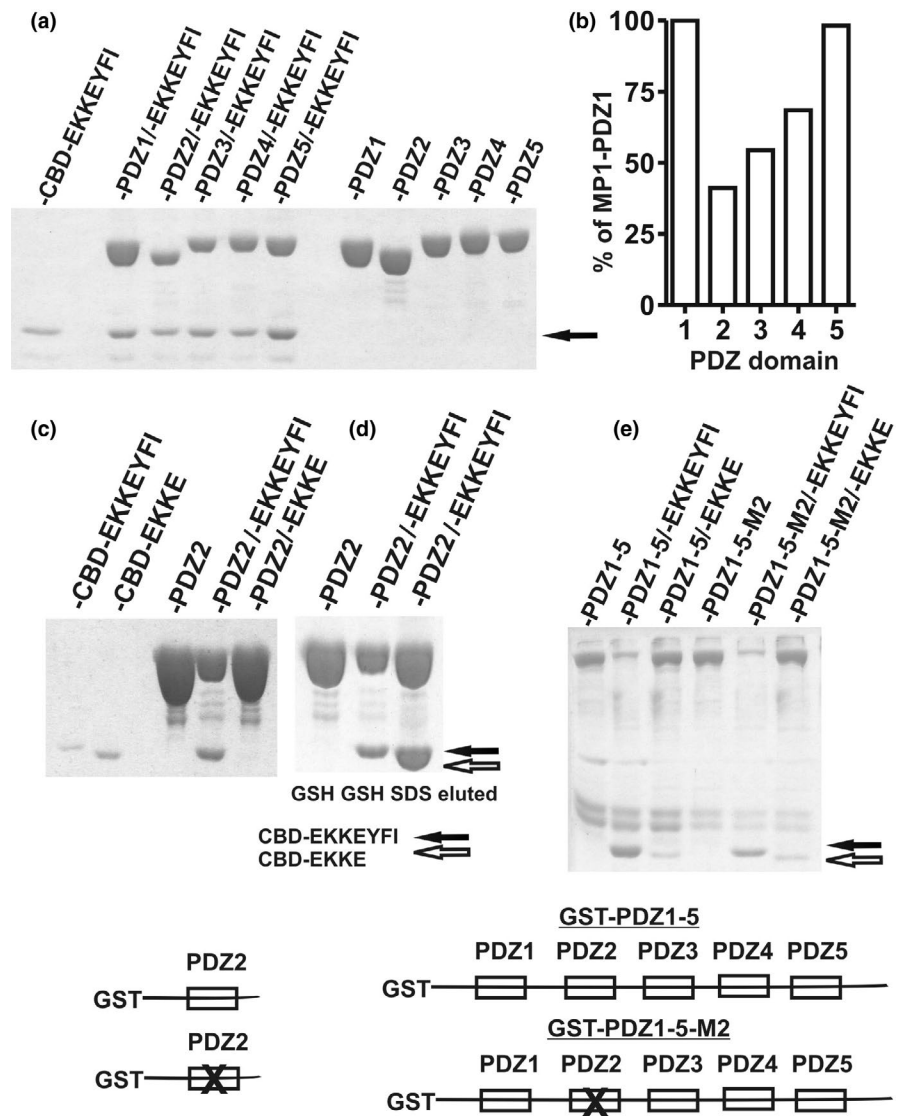 (a)
-CBD-EKKEYFI
-PDZ1/-EKKEYFI
-PDZ2/-EKKEYFI
-PDZ3/-EKKEYFI
-PDZ4/-EKKEYFI
-PDZ5/-EKKEYFI
-PDZ1
-PDZ2
-PDZ3
-PDZ4
-PDZ5
(b)
% of MP1-PDZ1
100
75
50
25
0
1 2 3 4 5
PDZ domain
(c)
-CBD-EKKEYFI
-CBD-EKKE
-PDZ2
-PDZ2/-EKKEYFI
-PDZ2/-EKKE
(d)
-PDZ2
-PDZ2/-EKKEYFI
-PDZ2/-EKKEYFI
GSH GSH SDS eluted
CBD-EKKEYFI
CBD-EKKE
(e)
-PDZ1-5
-PDZ1-5/-EKKEYFI
-PDZ1-5/-EKKE
-PDZ1-5-M2
-PDZ1-5-M2/-EKKEYFI
-PDZ1-5-M2/-EKKE
PDZ2
GST
PDZ2
GST
X
GST-PDZ1-5
PDZ1 PDZ2 PDZ3 PDZ4 PDZ5
GST
GST-PDZ1-5-M2
PDZ1 PDZ2 PDZ3 PDZ4 PDZ5
GST
X